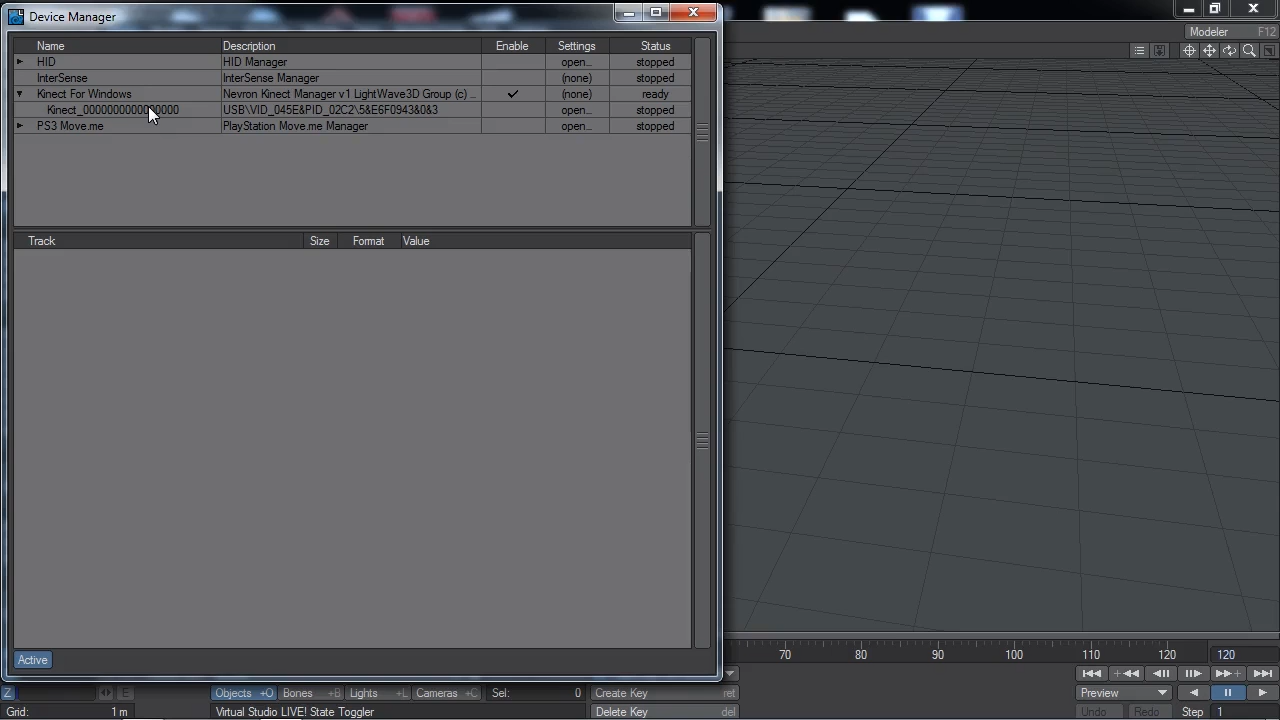 Device Manager
Name Description Enable Settings Status
HID HID Manager open... stopped
InterSense InterSense Manager (none) stopped
Kinect For Windows Nevron Kinect Manager v1 LightWave3D Group (c) ... (none) ready
USB\VID_045E&PID_02C2\5&E6F0943&0&3 open... stopped
PS3 Move.me PlayStation Move.me Manager open... stopped
Track Size Format Value
Active
Modeler F12
70 80 90 100 110 120 120
Z E Objects +O Bones +B Lights +L Cameras +C Sel: 0 Create Key ret Preview
Grid: 1 m Virtual Studio LIVE! State Toggler Delete Key del Undo Redo Step 1